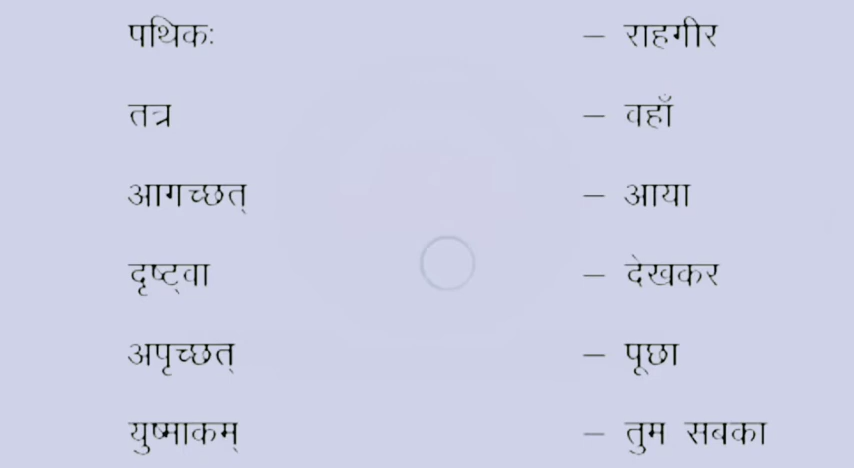 पथिकः – राहगीर
तत्र – वहाँ
आगच्छत् – आया
दृष्ट्वा – देखकर
अपृच्छत् – पूछा
युष्माकम् – तुम सबका